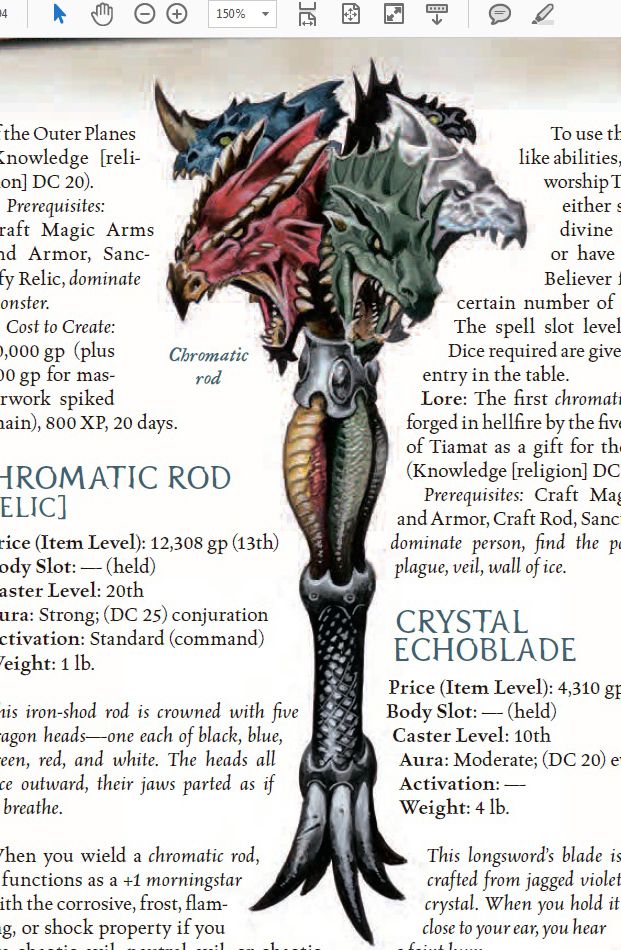 150%
f the Outer Planes
Knowledge [reli-
ion] DC 20).
Prerequisites:
raft Magic Arms
nd Armor, Sanc-
fy Relic, dominate
onster.
Cost to Create:
0,000 gp (plus
00 gp for mas-
rwork spiked
hain), 800 XP, 20 days.
Chromatic
rod
HROMATIC ROD
ELIC]
rice (Item Level): 12,308 gp (13th)
ody Slot: — (held)
aster Level: 20th
ura: Strong; (DC 25) conjuration
ctivation: Standard (command)
Veight: 1 lb.
his iron-shod rod is crowned with five
ragon heads—one each of black, blue,
reen, red, and white. The heads all
ce outward, their jaws parted as if
breathe.
hen you wield a chromatic rod,
functions as a +1 morningstar
ith the corrosive, frost, flam-
ng, or shock property if you
To use th
like abilities,
worship T
either s
divine
or have
Believer f
certain number of
The spell slot level
Dice required are give
entry in the table.
Lore: The first chromati
forged in hellfire by the five
of Tiamat as a gift for the
(Knowledge [religion] DC
Prerequisites: Craft Mag
and Armor, Craft Rod, Sanc
dominate person, find the pa
plague, veil, wall of ice.
CRYSTAL
ECHOBLADE
Price (Item Level): 4,310 gp
Body Slot: — (held)
Caster Level: 10th
Aura: Moderate; (DC 20) ev
Activation: —
Weight: 4 lb.
This longsword's blade is
crafted from jagged violet
crystal. When you hold it
close to your ear, you hear